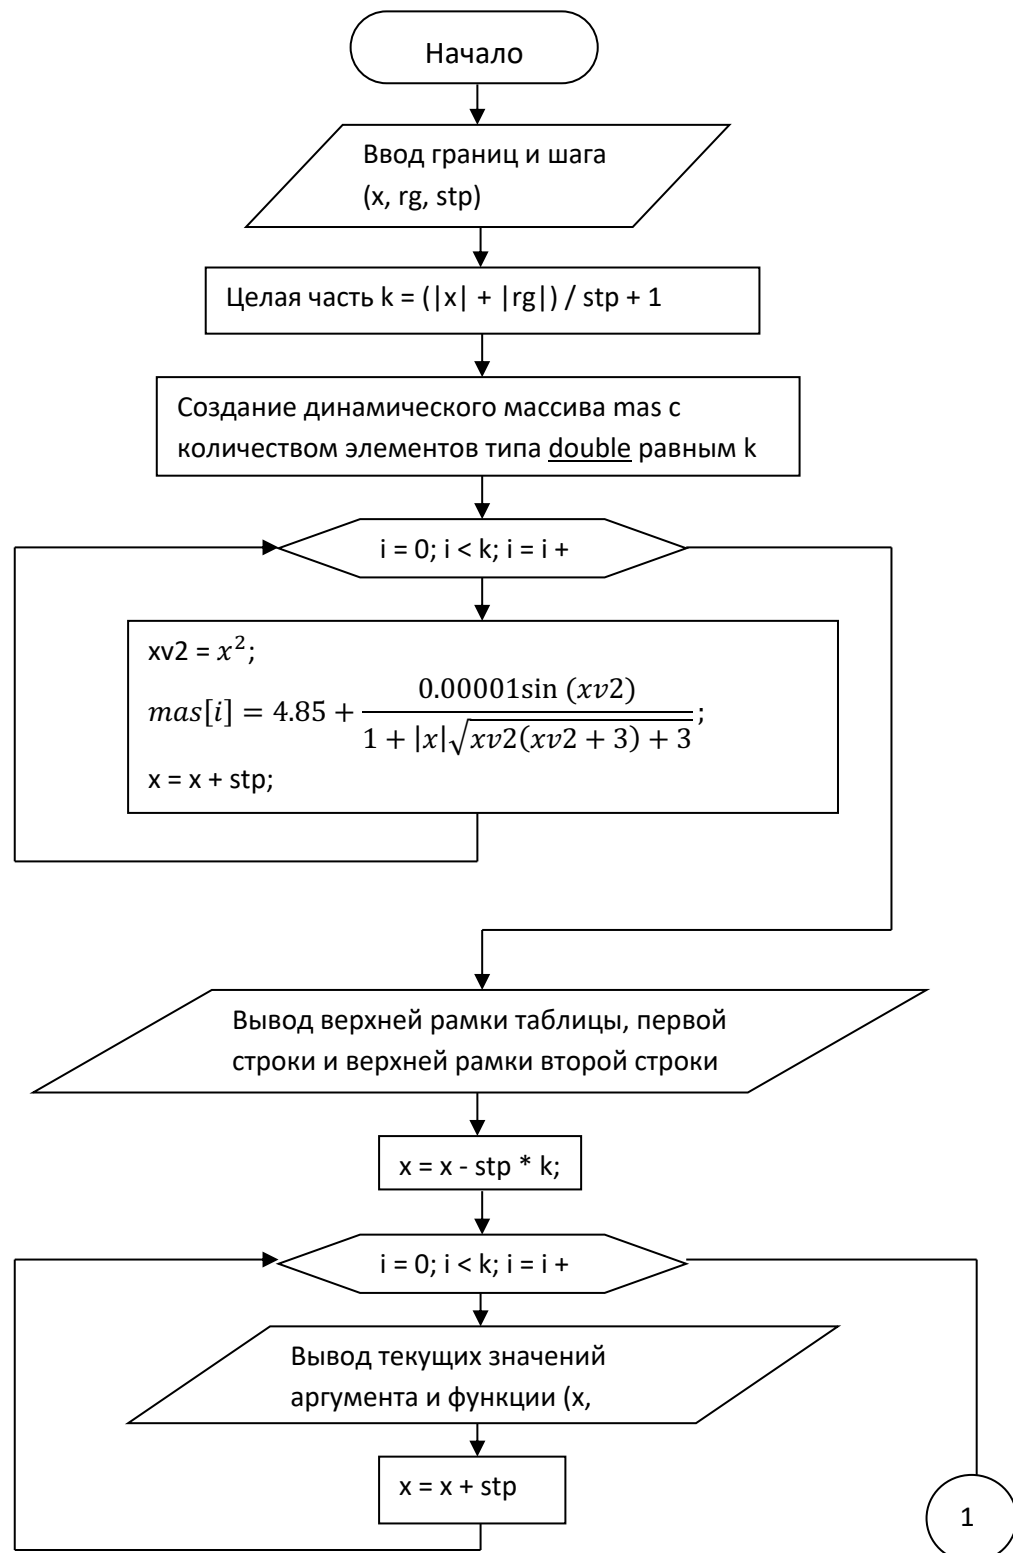 Начало
Ввод границ и шага
(x, rg, stp)
Целая часть k = (|x| + |rg|) / stp + 1
Создание динамического массива mas с
количеством элементов типа double равным k
i = 0; i < k; i = i +
xv2 = x²;
mas[i] = 4.85 + 0.00001sin (xv2) / 1 + |x|√xv2(xv2 + 3) + 3;
x = x + stp;
Вывод верхней рамки таблицы, первой
строки и верхней рамки второй строки
x = x - stp * k;
i = 0; i < k; i = i +
Вывод текущих значений
аргумента и функции (x,
x = x + stp
1